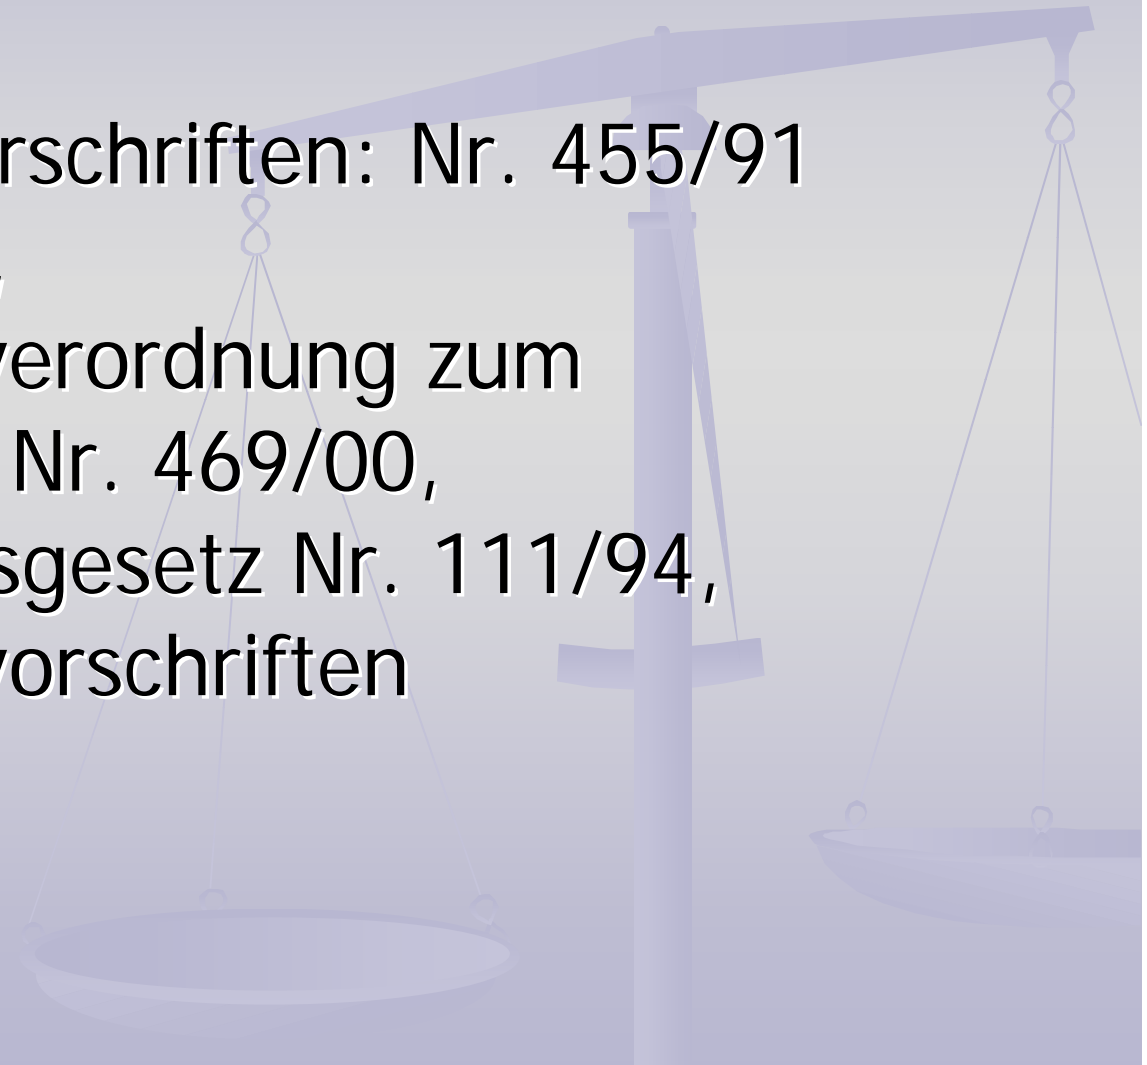 rschriften: Nr. 455/91
,
verordnung zum
Nr. 469/00,
sgesetz Nr. 111/94,
vorschriften